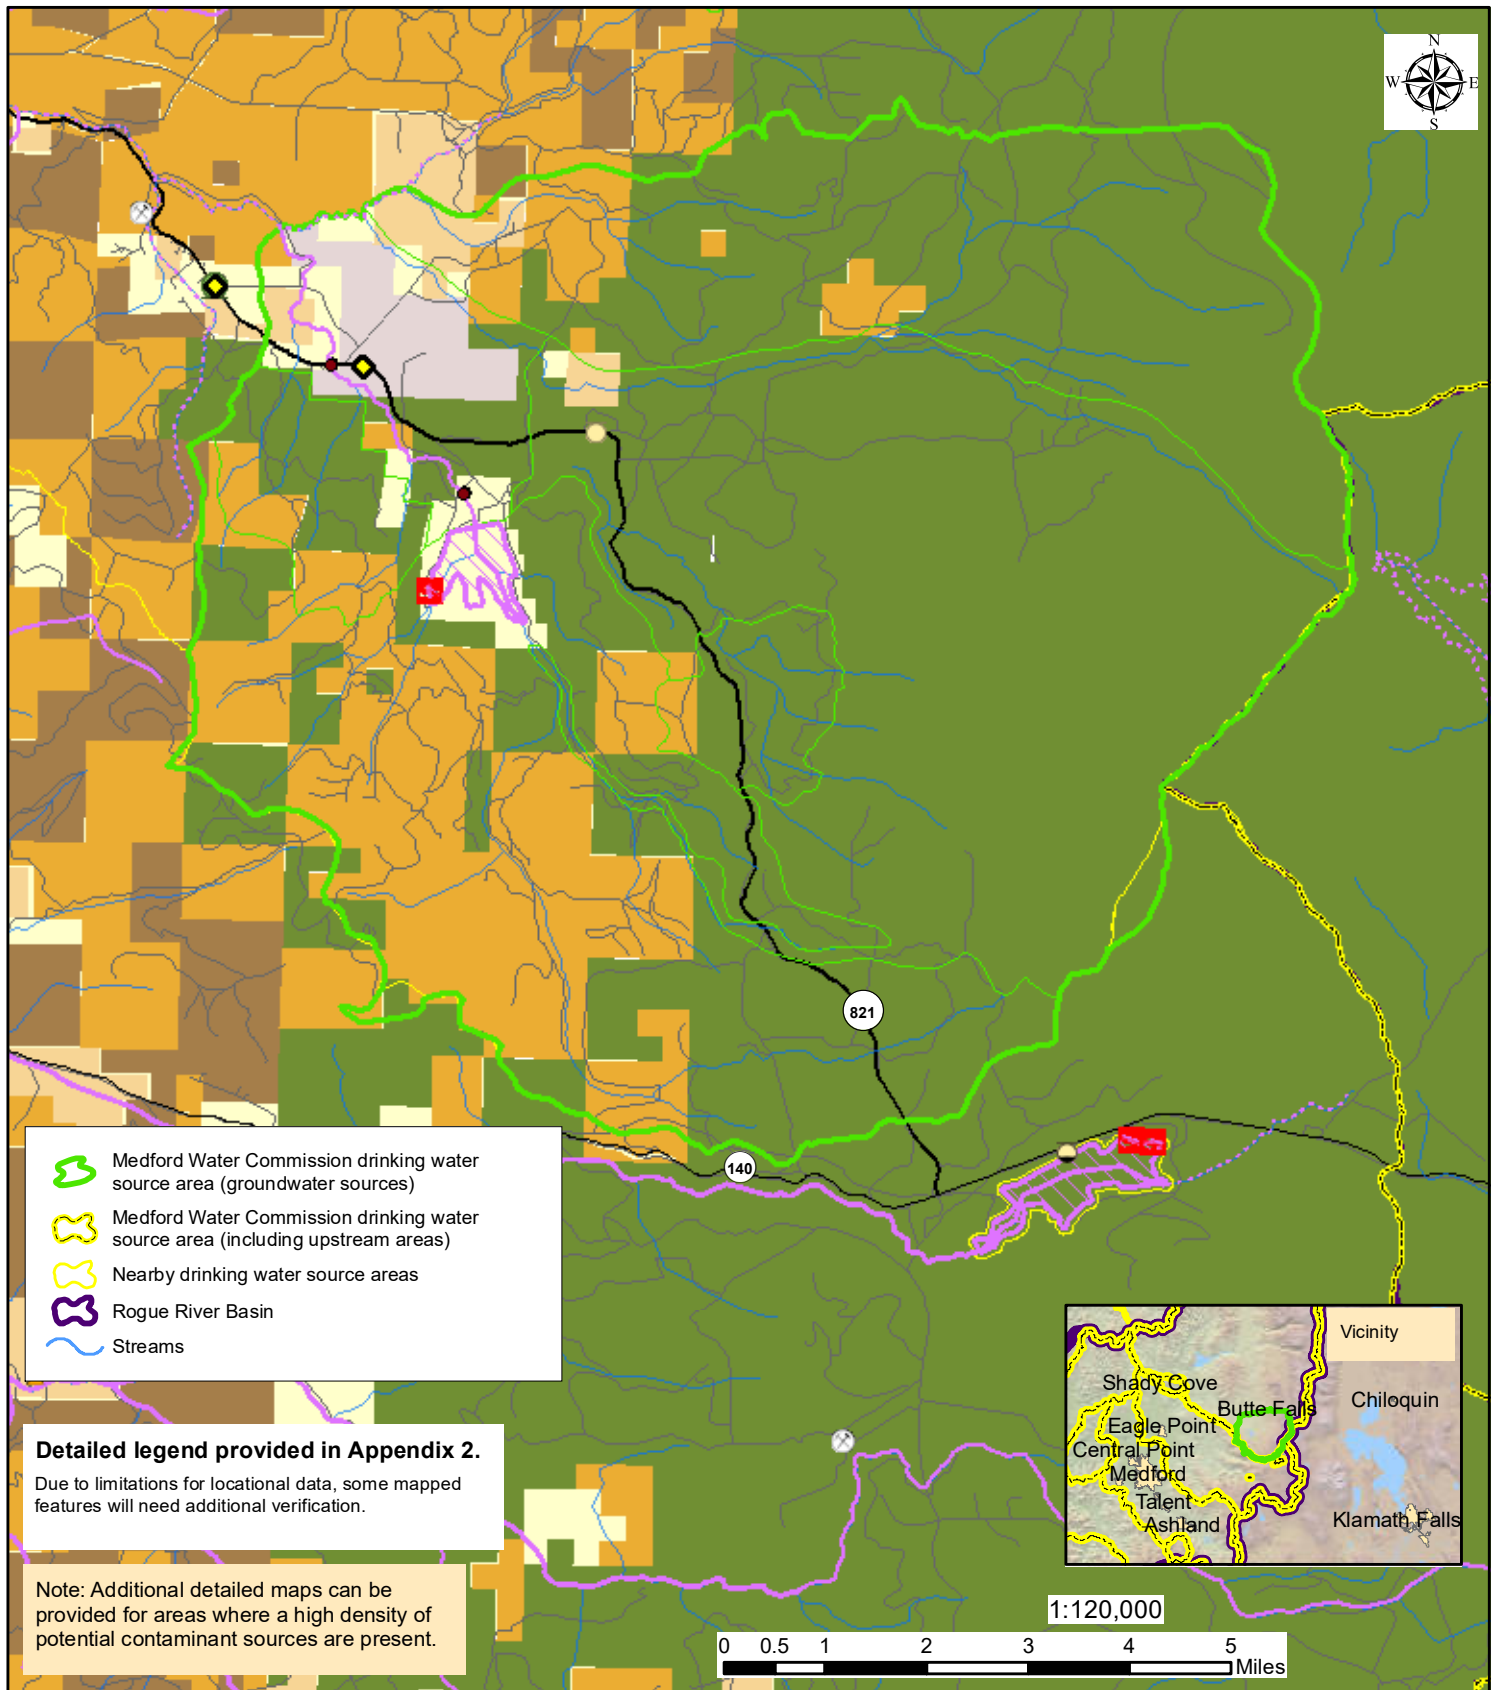 N
W E
S
821
140
Medford Water Commission drinking water
source area (groundwater sources)
Medford Water Commission drinking water
source area (including upstream areas)
Nearby drinking water source areas
Rogue River Basin
Streams
Detailed legend provided in Appendix 2.
Due to limitations for locational data, some mapped
features will need additional verification.
Note: Additional detailed maps can be
provided for areas where a high density of
potential contaminant sources are present.
Vicinity
Shady Cove
Chiloquin
Butte Falls
Eagle Point
Central Point
Medford
Talent
Klamath Falls
Ashland
1:120,000
0 0.5 1 2 3 4 5
Miles